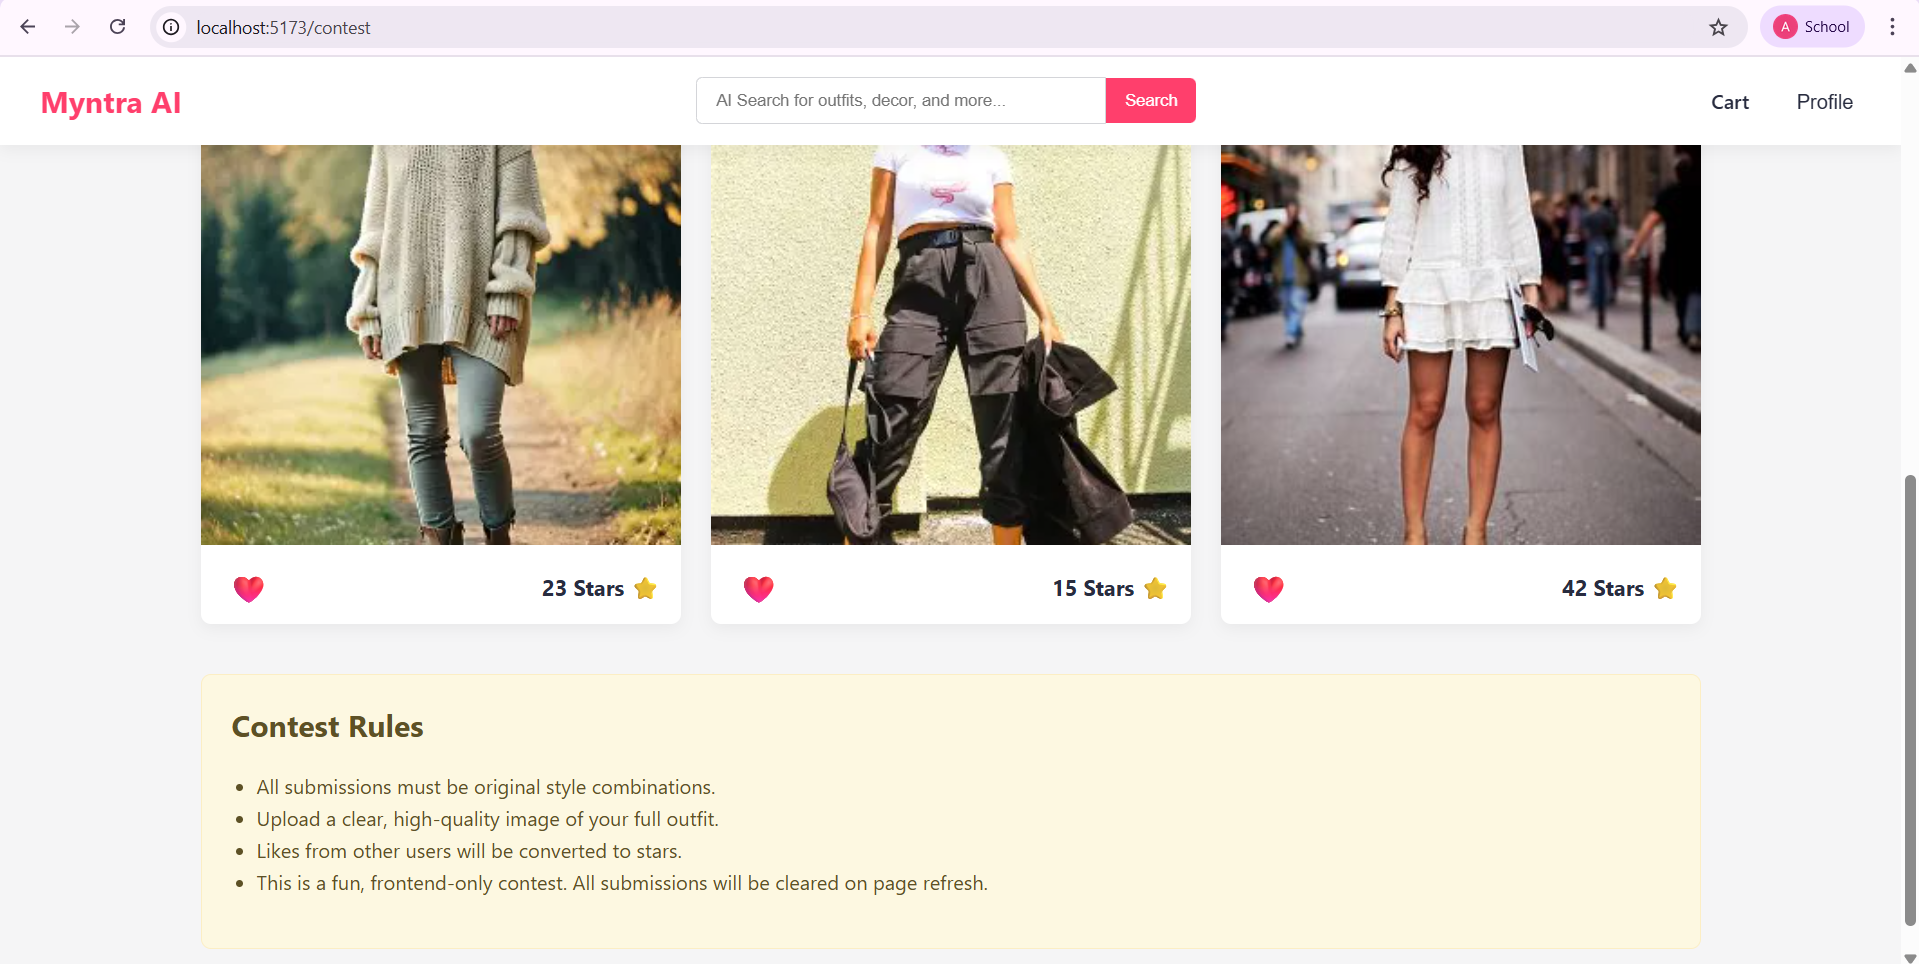 localhost:5173/contest
A School
Myntra AI
AI Search for outfits, decor, and more...
Search
Cart
Profile
23 Stars
15 Stars
42 Stars
Contest Rules
All submissions must be original style combinations.
Upload a clear, high-quality image of your full outfit.
Likes from other users will be converted to stars.
This is a fun, frontend-only contest. All submissions will be cleared on page refresh.